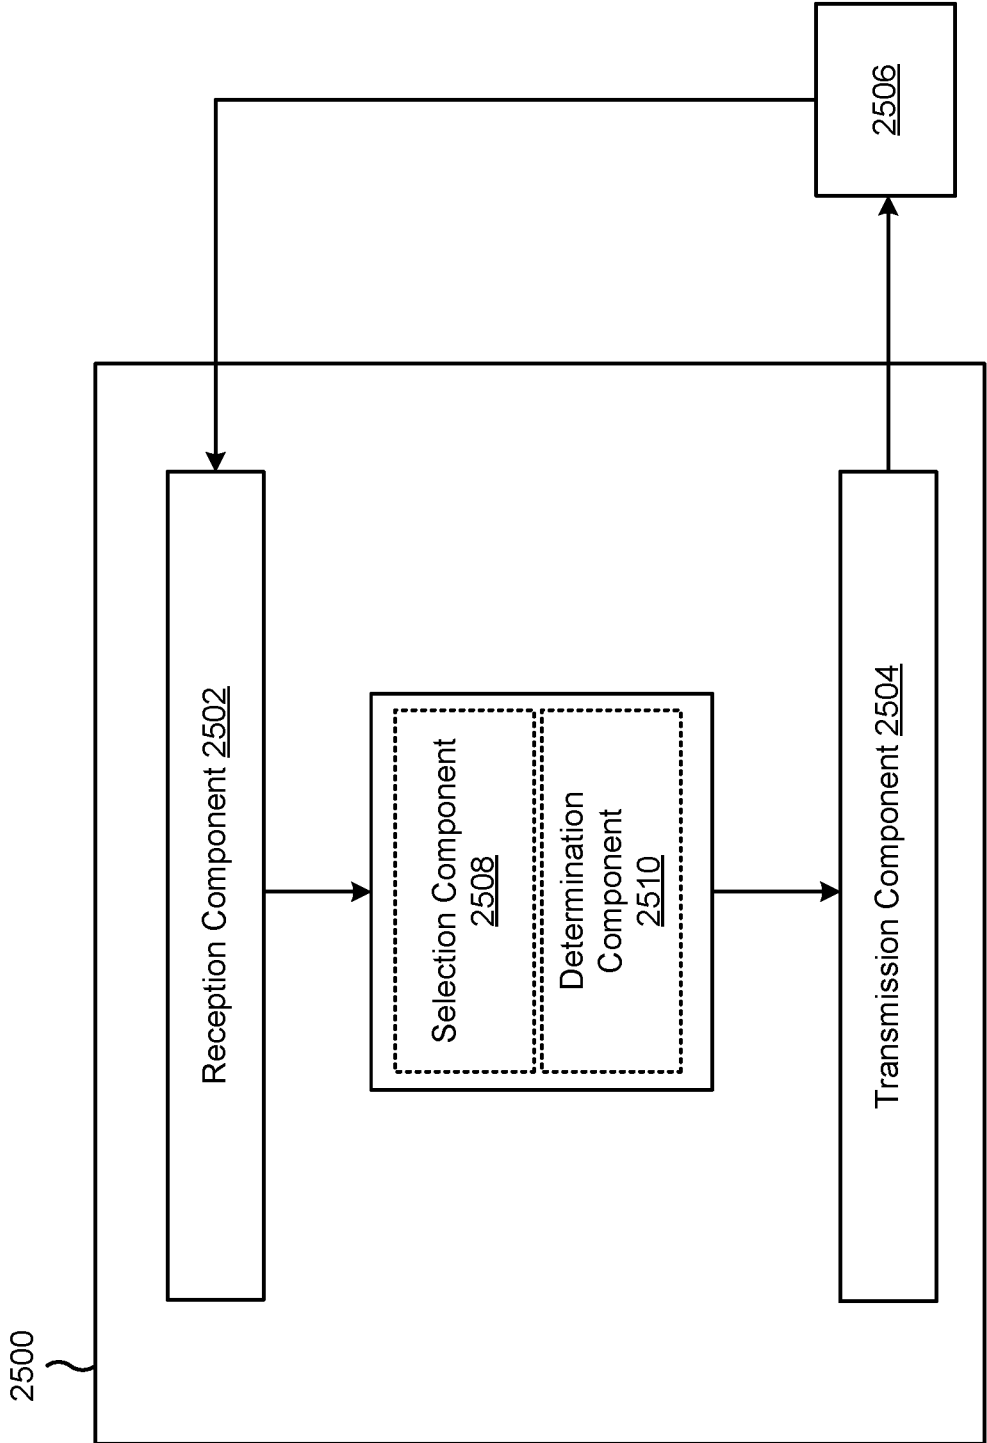 2500
Reception Component 2502
Selection Component
2508
Determination
Component
2510
Transmission Component 2504
2506